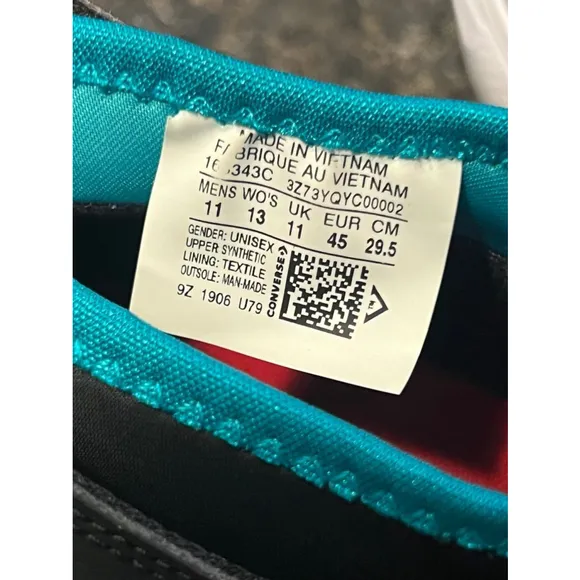 MADE IN VIETNAM
FABRIQUE AU VIETNAM
3Z73YQYC00002
MENS WO'S UK EUR CM
11 13 11 45 29.5
GENDER: UNISEX
UPPER SYNTHETIC
LINING: TEXTILE
OUTSOLE: MAN-MADE
9Z 1906 U79
CONVERSE